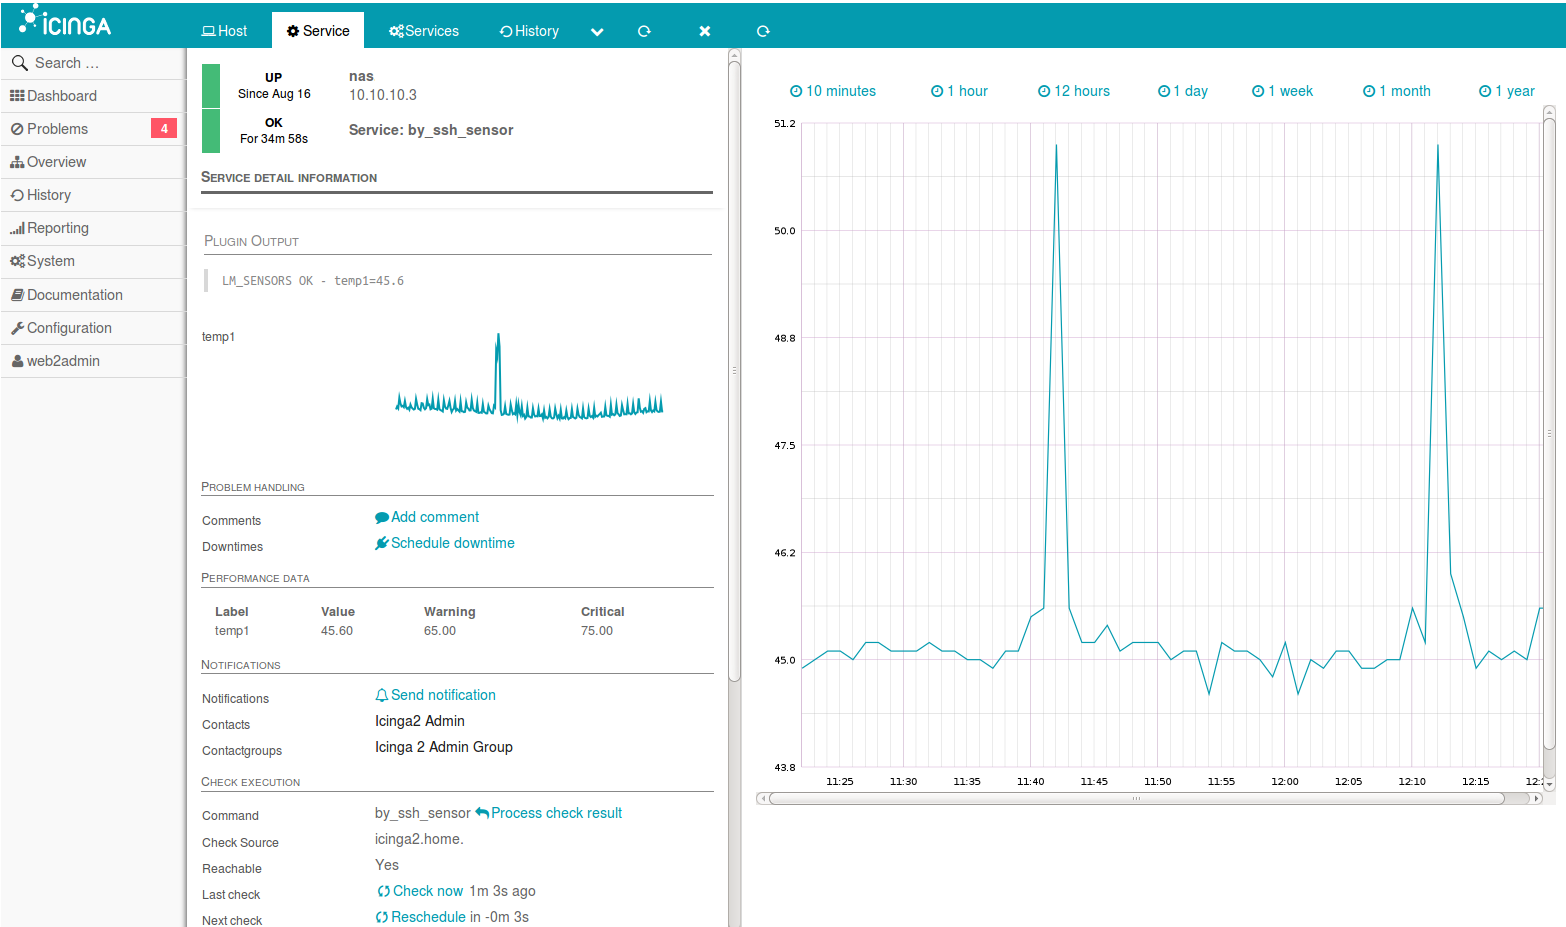 iCINGA
Host
Service
Services
History
Search ...
Dashboard
Problems 4
Overview
History
Reporting
System
Documentation
Configuration
web2admin
UP
Since Aug 16
nas
10.10.10.3
OK
For 34m 58s
Service: by_ssh_sensor
Service detail information
Plugin Output
LM_SENSORS OK - temp1=45.6
temp1
Problem handling
Comments Add comment
Downtimes Schedule downtime
Performance data
Label Value Warning Critical
temp1 45.60 65.00 75.00
Notifications
Notifications Send notification
Contacts Icinga2 Admin
Contactgroups Icinga 2 Admin Group
Check execution
Command by_ssh_sensor Process check result
Check Source icinga2.home.
Reachable Yes
Last check Check now 1m 3s ago
Next check Reschedule in -0m 3s
10 minutes 1 hour 12 hours 1 day 1 week 1 month 1 year
51.2
50.0
48.8
47.5
46.2
45.0
43.8
11:25 11:30 11:35 11:40 11:45 11:50 11:55 12:00 12:05 12:10 12:15